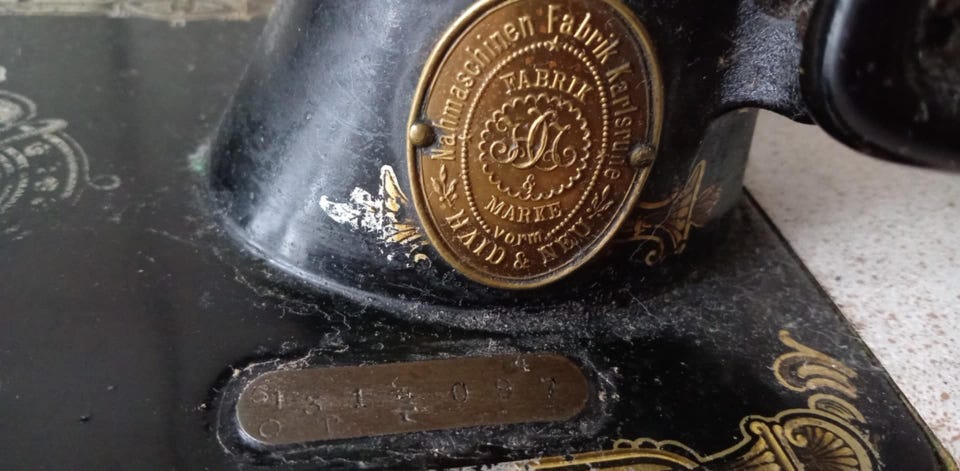 Nähmaschinen Fabrik Karlsruhe
FABRIK
MARKE
vorm.
HAID & NEU